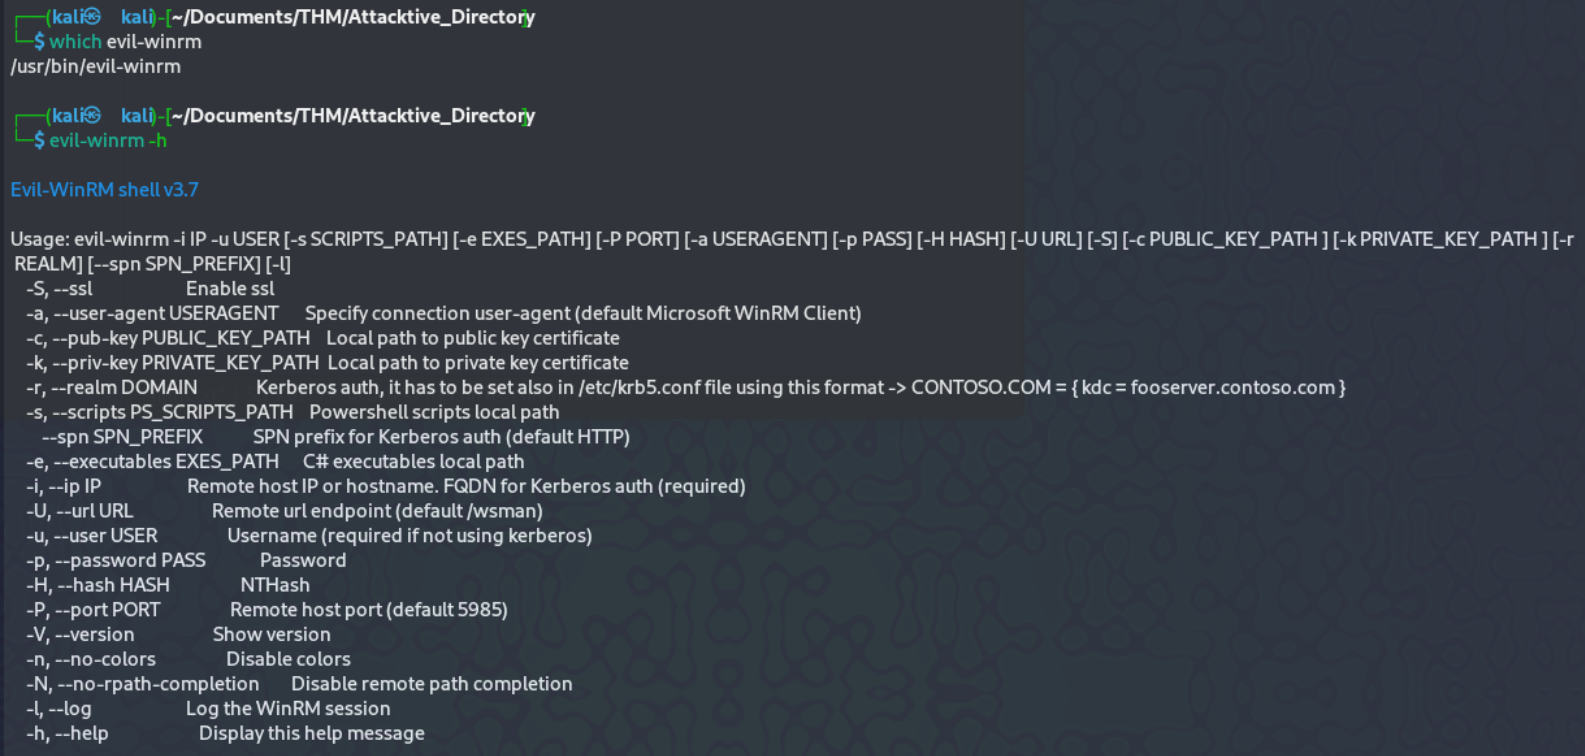 ┌──(kali㉿kali)-[~/Documents/THM/Attacktive_Directory]
└─$ which evil-winrm
/usr/bin/evil-winrm
┌──(kali㉿kali)-[~/Documents/THM/Attacktive_Directory]
└─$ evil-winrm -h
Evil-WinRM shell v3.7
Usage: evil-winrm -i IP -u USER [-s SCRIPTS_PATH] [-e EXES_PATH] [-P PORT] [-a USERAGENT] [-p PASS] [-H HASH] [-U URL] [-S] [-c PUBLIC_KEY_PATH ] [-k PRIVATE_KEY_PATH ] [-r
REALM] [--spn SPN_PREFIX] [-l]
-S, --ssl Enable ssl
-a, --user-agent USERAGENT Specify connection user-agent (default Microsoft WinRM Client)
-c, --pub-key PUBLIC_KEY_PATH Local path to public key certificate
-k, --priv-key PRIVATE_KEY_PATH Local path to private key certificate
-r, --realm DOMAIN Kerberos auth, it has to be set also in /etc/krb5.conf file using this format -> CONTOSO.COM = { kdc = fooserver.contoso.com }
-s, --scripts PS_SCRIPTS_PATH Powershell scripts local path
--spn SPN_PREFIX SPN prefix for Kerberos auth (default HTTP)
-e, --executables EXES_PATH C# executables local path
-i, --ip IP Remote host IP or hostname. FQDN for Kerberos auth (required)
-U, --url URL Remote url endpoint (default /wsman)
-u, --user USER Username (required if not using kerberos)
-p, --password PASS Password
-H, --hash HASH NTHash
-P, --port PORT Remote host port (default 5985)
-V, --version Show version
-n, --no-colors Disable colors
-N, --no-rpath-completion Disable remote path completion
-l, --log Log the WinRM session
-h, --help Display this help message